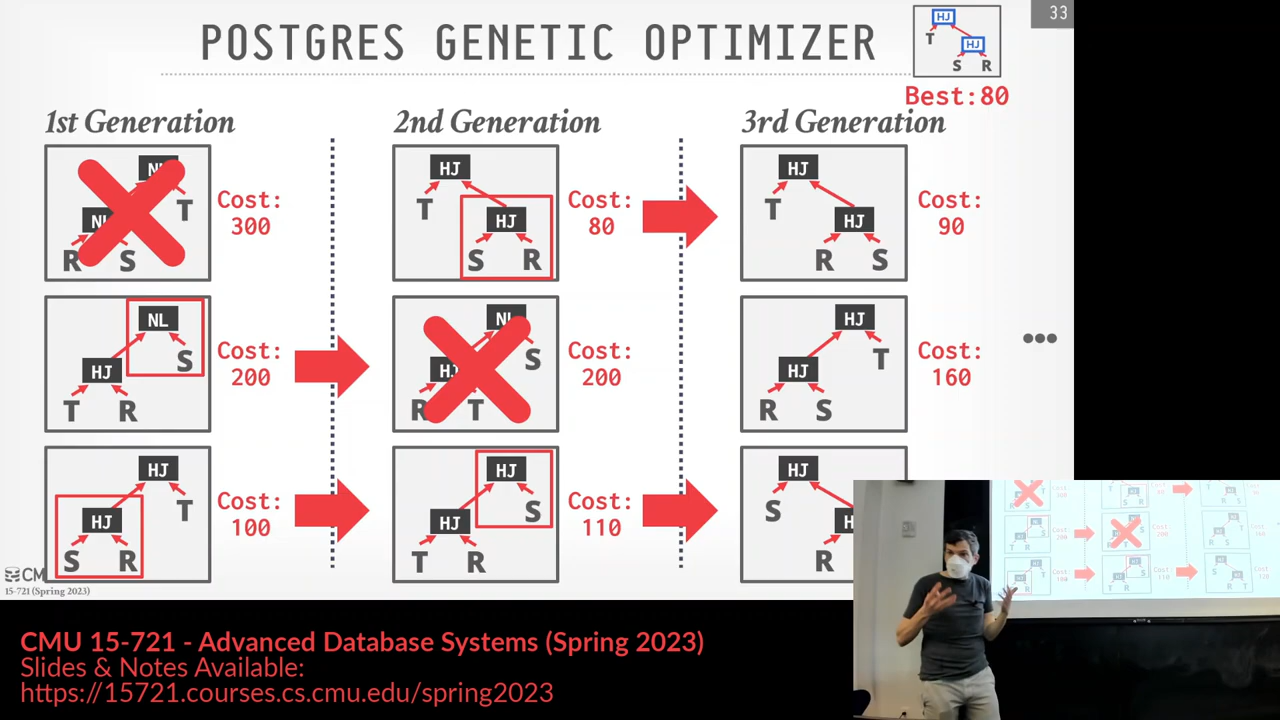 33
POSTGRES GENETIC OPTIMIZER
HJ
T
HJ
S R
Best:80
1st Generation
2nd Generation
3rd Generation
T
R S
Cost:
300
HJ
T
HJ
S R
Cost:
80
HJ
T
HJ
R S
Cost:
90
NL
S
HJ
T R
Cost:
200
S
T
Cost:
200
HJ
T
HJ
R S
Cost:
160
•••
HJ
T
HJ
S R
Cost:
100
HJ
S
HJ
T R
Cost:
110
HJ
S
R
15-721 (Spring 2023)
CMU 15-721 - Advanced Database Systems (Spring 2023)
Slides & Notes Available:
https://15721.courses.cs.cmu.edu/spring2023